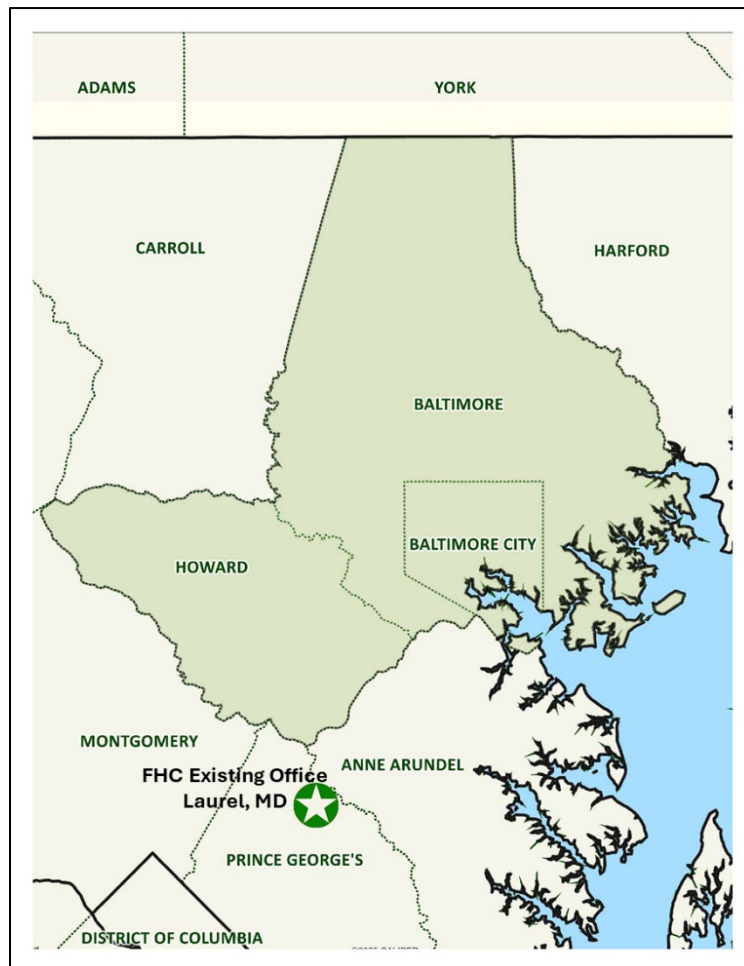 ADAMS
YORK
CARROLL
HARFORD
BALTIMORE
BALTIMORE CITY
HOWARD
MONTGOMERY
ANNE ARUNDEL
FHC Existing Office
Laurel, MD
PRINCE GEORGE'S
DISTRICT OF COLUMBIA